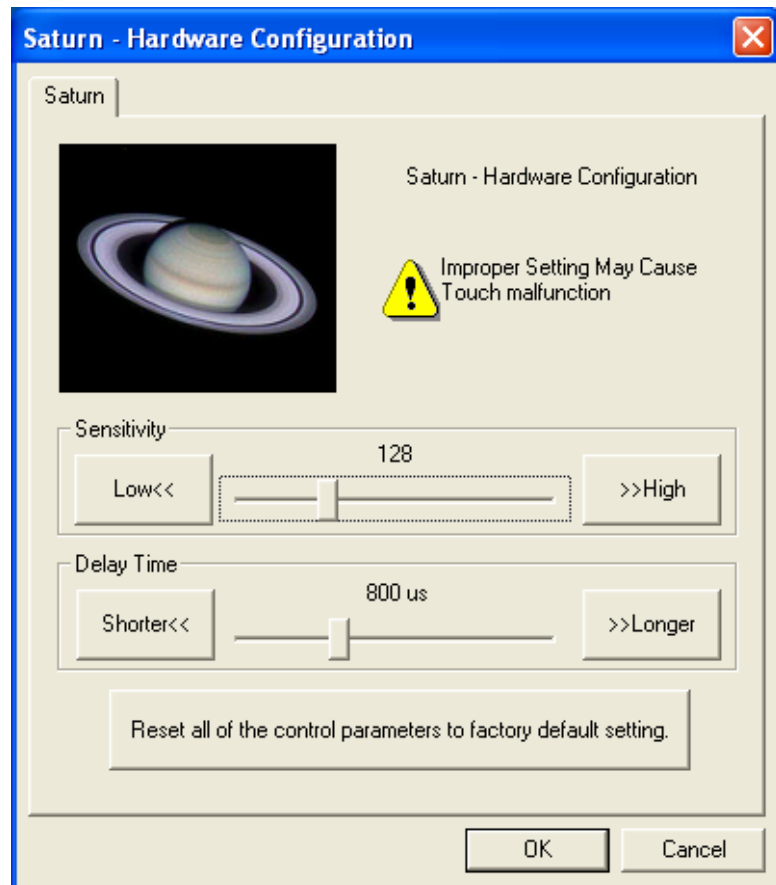 Saturn - Hardware Configuration
Saturn
Saturn - Hardware Configuration
Improper Setting May Cause
Touch malfunction
Sensitivity
128
Low<<
>>High
Delay Time
800 us
Shorter<<
>>Longer
Reset all of the control parameters to factory default setting.
OK
Cancel